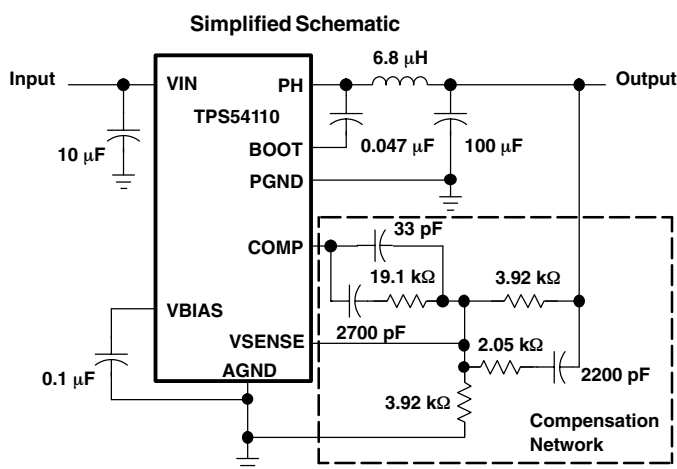 Simplified Schematic
6.8 μH
Input
VIN
PH
Output
TPS54110
10 μF
BOOT
0.047 μF
100 μF
PGND
COMP
33 pF
19.1 kΩ
3.92 kΩ
VBIAS
VSENSE
2700 pF
2.05 kΩ
0.1 μF
AGND
2200 pF
3.92 kΩ
Compensation
Network